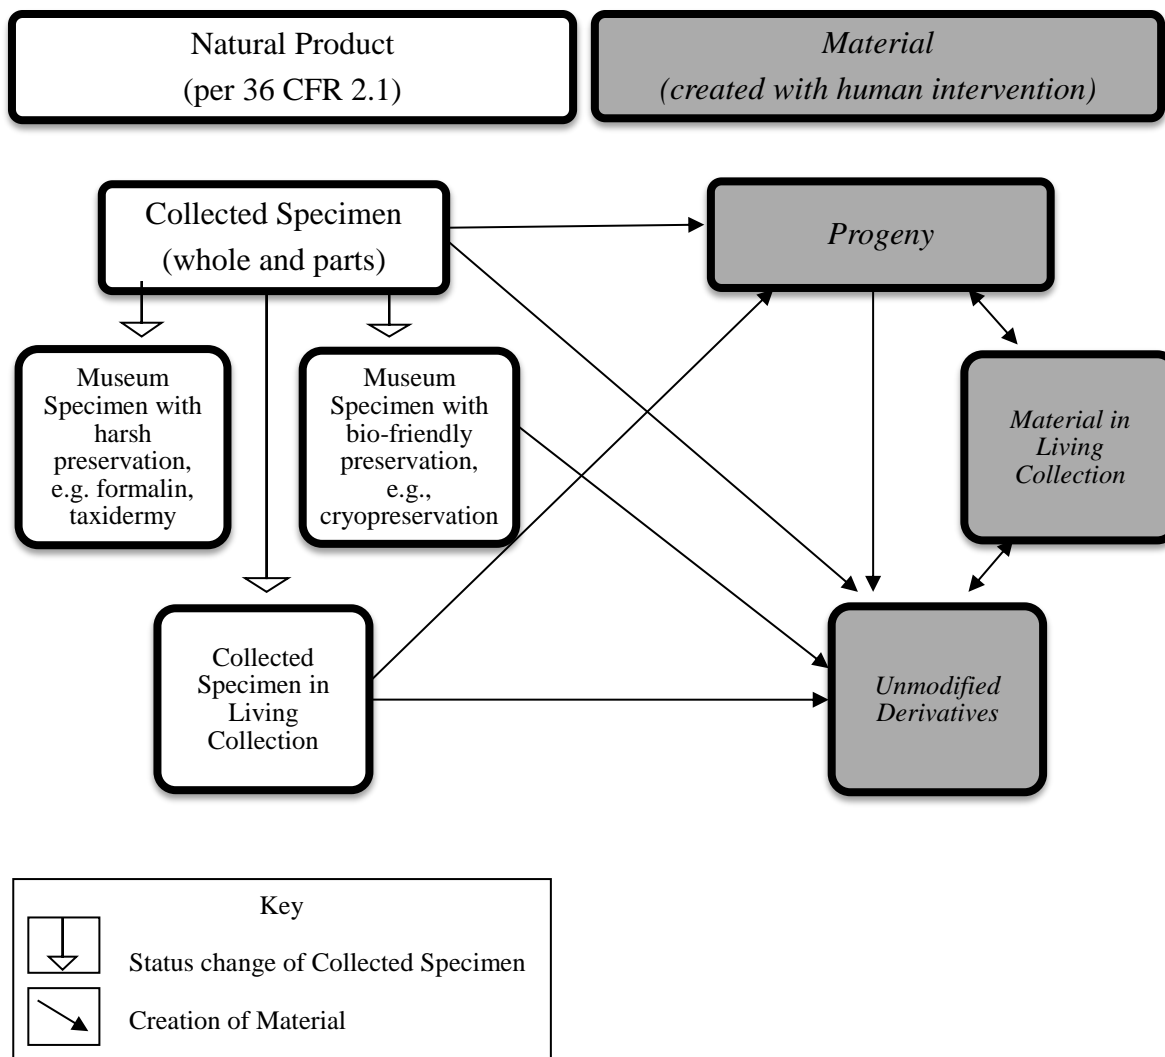 Natural Product
(per 36 CFR 2.1)
Material
(created with human intervention)
Collected Specimen
(whole and parts)
Progeny
Museum
Specimen with
harsh
preservation,
e.g. formalin,
taxidermy
Museum
Specimen with
bio-friendly
preservation,
e.g.,
cryopreservation
Material in
Living
Collection
Collected
Specimen in
Living
Collection
Unmodified
Derivatives
Key
Status change of Collected Specimen
Creation of Material